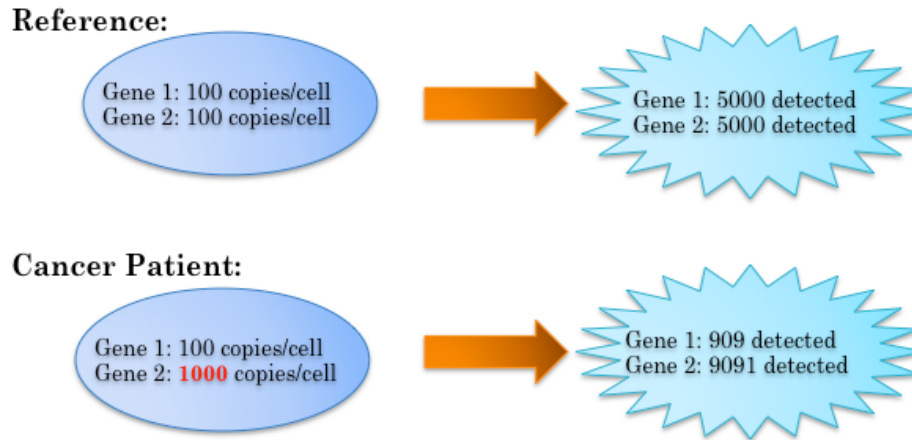 Reference:
Gene 1: 100 copies/cell
Gene 2: 100 copies/cell
Gene 1: 5000 detected
Gene 2: 5000 detected
Cancer Patient:
Gene 1: 100 copies/cell
Gene 2: 1000 copies/cell
Gene 1: 909 detected
Gene 2: 9091 detected